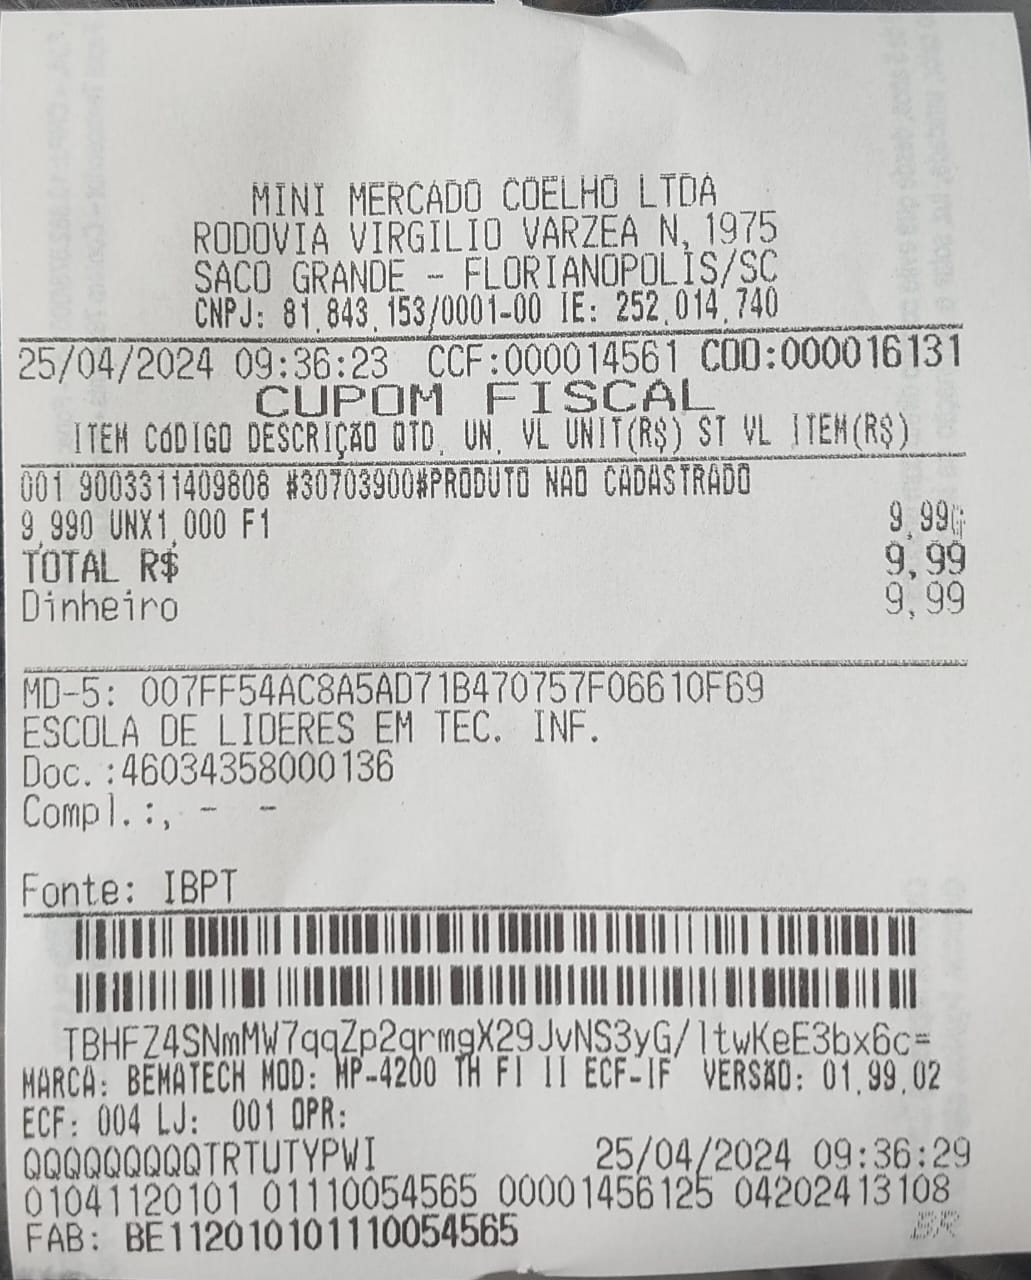 MINI MERCADO COELHO LTDA
RODOVIA VIRGILIO VARZEA N, 1975
SACO GRANDE - FLORIANOPOLIS/SC
CNPJ: 81.843.153/0001-00 IE: 252.014.740
25/04/2024 09:36:23 CCF:000014561 COO:000016131
CUPOM FISCAL
ITEM CÓDIGO DESCRIÇÃO QTD. UN. VL UNIT(R$) ST VL ITEM(R$)
001 9003311409808 #30703900#PRODUTO NAO CADASTRADO
9,990 UNX1,000 F1 9,99G
TOTAL R$ 9,99
Dinheiro 9,99
MD-5: 007FF54AC8A5AD71B470757F06610F69
ESCOLA DE LIDERES EM TEC. INF.
Doc.:46034358000136
Compl.:, - -
Fonte: IBPT
TBHFZ4SNmMW7qqZp2qrmgX29JvNS3yG/ltwKeE3bx6c=
MARCA: BEMATECH MOD: MP-4200 TH FI II ECF-IF VERSÃO: 01.99.02
ECF: 004 LJ: 001 OPR:
QQQQQQQQQTRTUTYPWI 25/04/2024 09:36:29
01041120101 01110054565 00001456125 04202413108
FAB: BE112010101110054565
BR